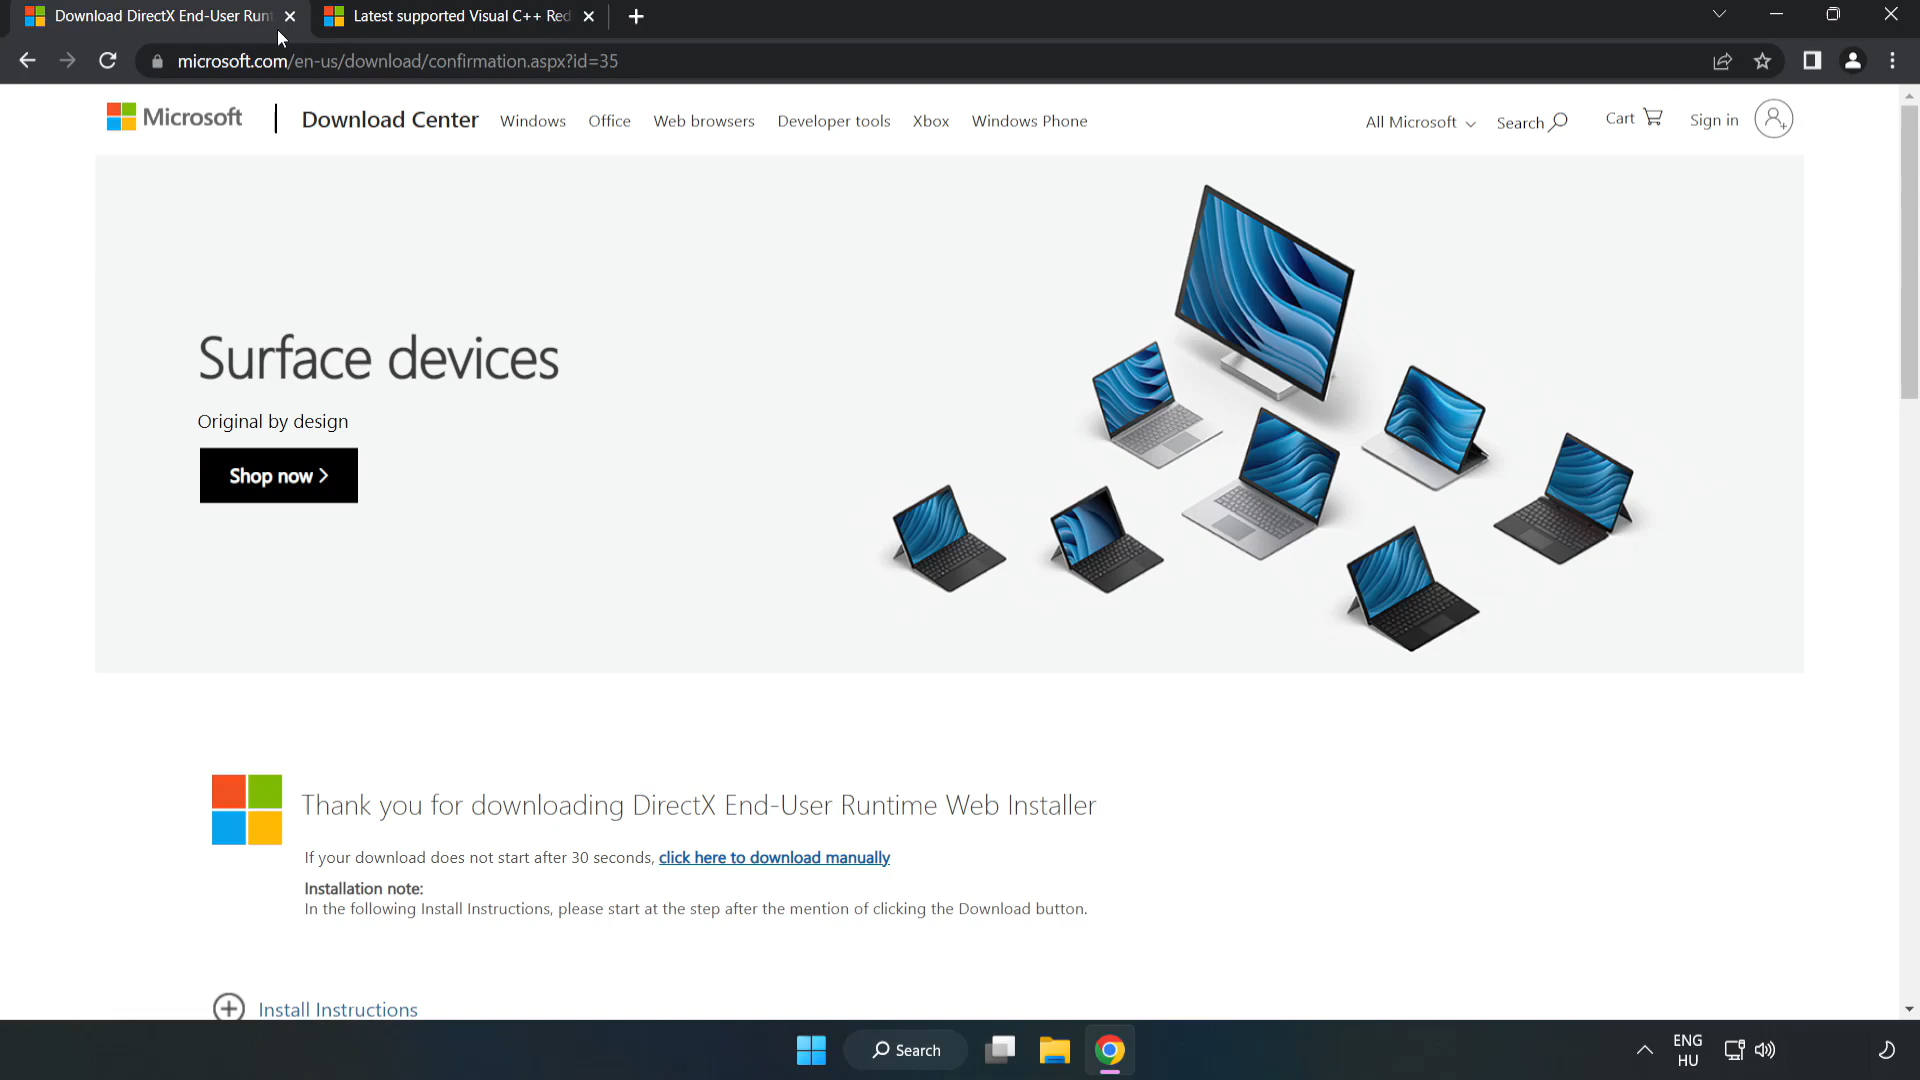 Download DirectX End-User Runt
Latest supported Visual C++ Red
microsoft.com/en-us/download/confirmation.aspx?id=35
Microsoft
Download Center
Windows
Office
Web browsers
Developer tools
Xbox
Windows Phone
All Microsoft
Search
Cart
Sign in
Surface devices
Original by design
Shop now
Thank you for downloading DirectX End-User Runtime Web Installer
If your download does not start after 30 seconds, click here to download manually
Installation note:
In the following Install Instructions, please start at the step after the mention of clicking the Download button.
Install Instructions
Search
ENG
HU